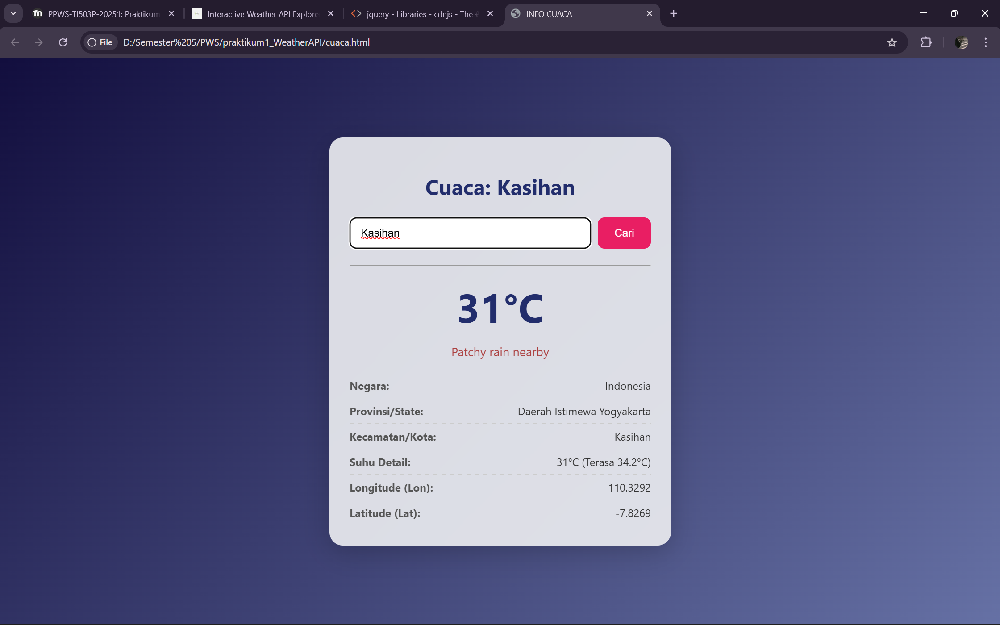 PPWS-TI503P-20251: Praktikum
Interactive Weather API Explore
jquery - Libraries - cdnjs - The #
INFO CUACA
File
D:/Semester%205/PWS/praktikum1_WeatherAPI/cuaca.html
Cuaca: Kasihan
Kasihan
Cari
31°C
Patchy rain nearby
Negara: Indonesia
Provinsi/State: Daerah Istimewa Yogyakarta
Kecamatan/Kota: Kasihan
Suhu Detail: 31°C (Terasa 34.2°C)
Longitude (Lon): 110.3292
Latitude (Lat): -7.8269